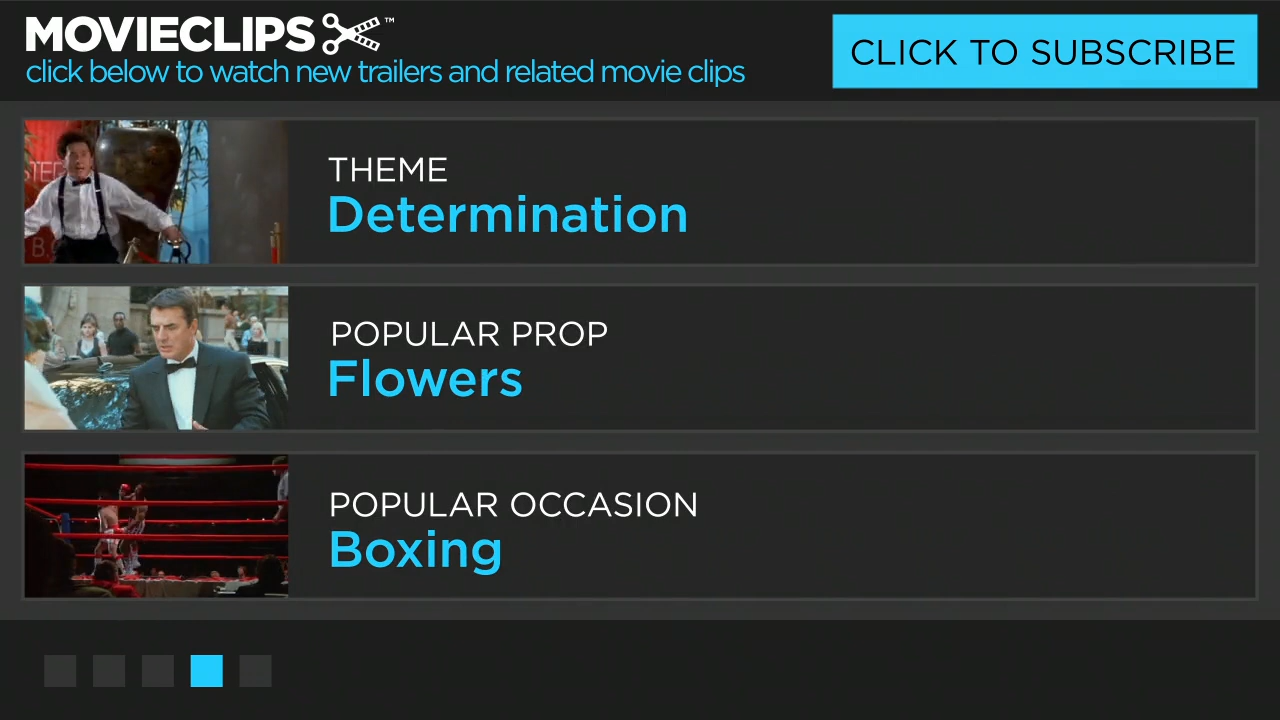 MOVIECLIPS™
click below to watch new trailers and related movie clips
CLICK TO SUBSCRIBE
THEME
Determination
POPULAR PROP
Flowers
POPULAR OCCASION
Boxing